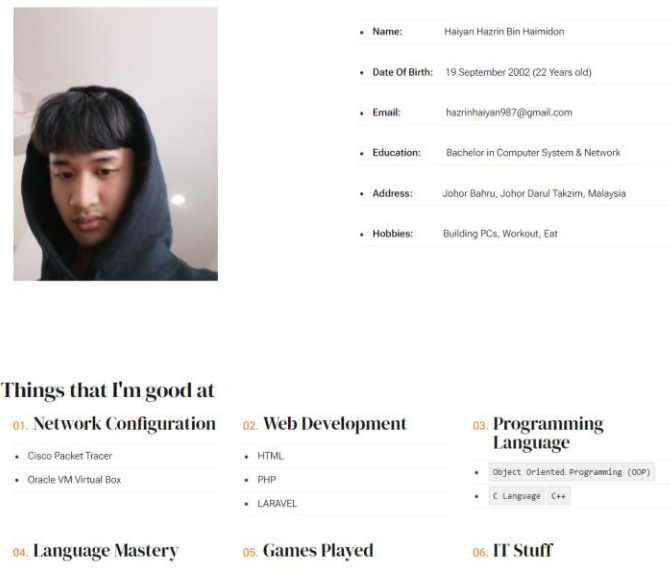 Name: Haiyan Hazrin Bin Haimidon
Date Of Birth: 19 September 2002 (22 Years old)
Email: hazrinhaiyan987@gmail.com
Education: Bachelor in Computer System & Network
Address: Johor Bahru, Johor Darul Takzim, Malaysia
Hobbies: Building PCs, Workout, Eat
Things that I'm good at
01. Network Configuration
Cisco Packet Tracer
Oracle VM Virtual Box
02. Web Development
HTML
PHP
LARAVEL
03. Programming
Language
Object Oriented Programming (OOP)
C Language C++
04. Language Mastery
05. Games Played
06. IT Stuff